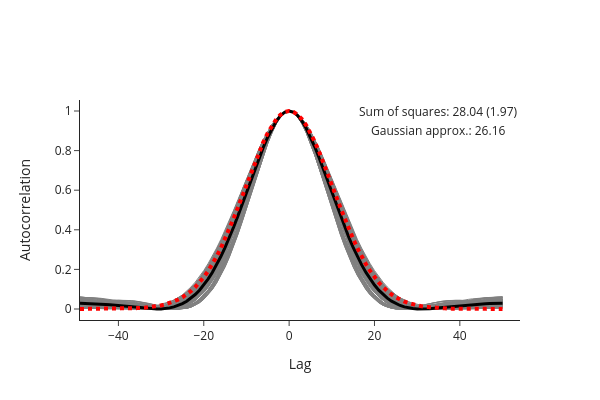 Sum of squares: 28.04 (1.97)
Gaussian approx.: 26.16
1
0.8
0.6
0.4
0.2
0
Autocorrelation
−40
−20
0
20
40
Lag